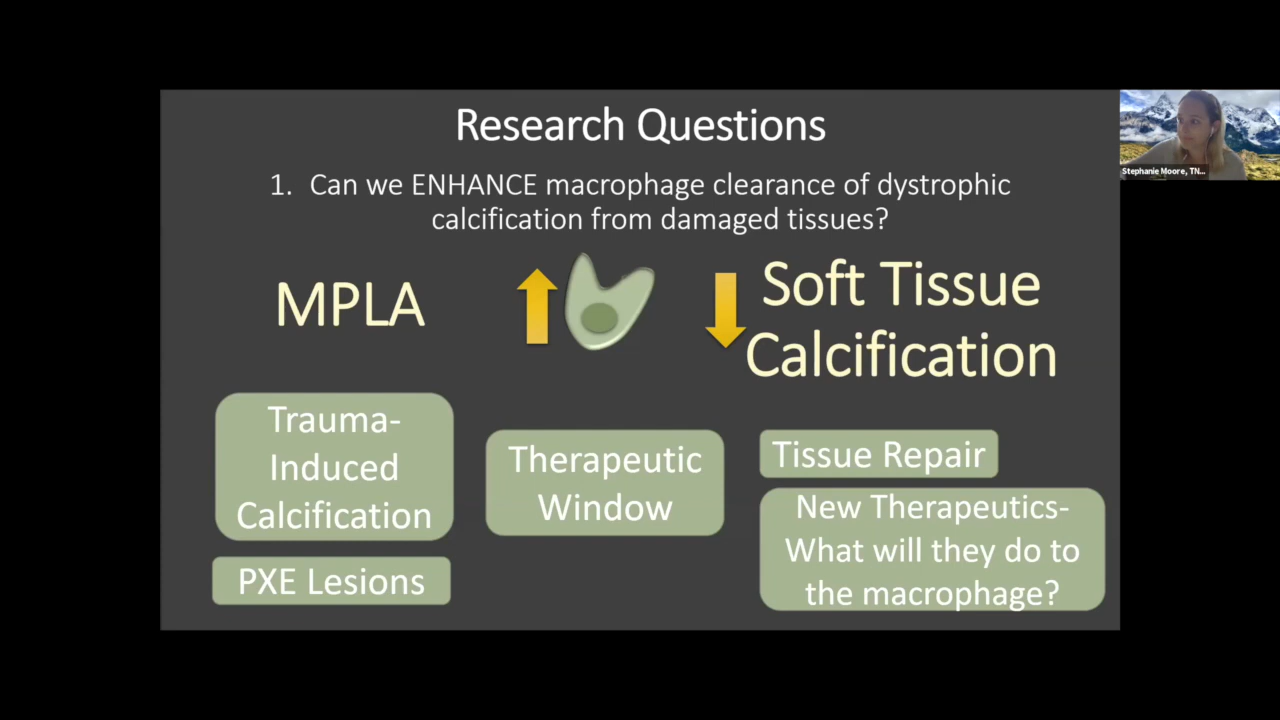 Research Questions
1. Can we ENHANCE macrophage clearance of dystrophic
calcification from damaged tissues?
MPLA
Soft Tissue
Calcification
Trauma-
Induced
Calcification
PXE Lesions
Therapeutic
Window
Tissue Repair
New Therapeutics-
What will they do to
the macrophage?
Stephanie Moore, TN...